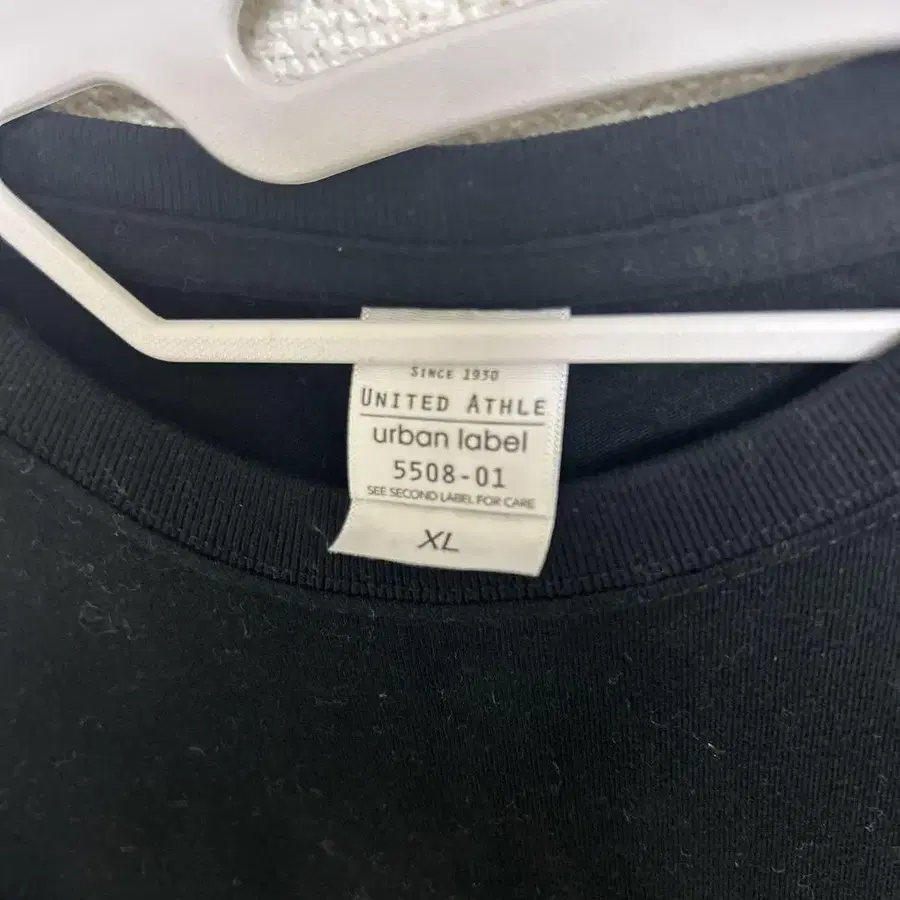 SINCE 1930
UNITED ATHLE
urban label
5508-01
SEE SECOND LABEL FOR CARE
XL